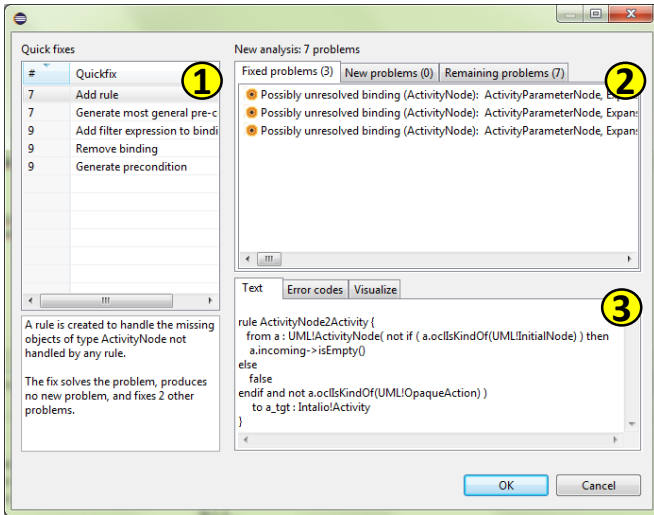 Quick fixes
# Quickfix
1
7 Add rule
7 Generate most general pre-c
9 Add filter expression to bindi
9 Remove binding
9 Generate precondition
A rule is created to handle the missing
objects of type ActivityNode not
handled by any rule.
The fix solves the problem, produces
no new problem, and fixes 2 other
problems.
New analysis: 7 problems
Fixed problems (3) New problems (0) Remaining problems (7)
2
Possibly unresolved binding (ActivityNode): ActivityParameterNode, Exp
Possibly unresolved binding (ActivityNode): ActivityParameterNode, Expans
Possibly unresolved binding (ActivityNode): ActivityParameterNode, Expans
Text Error codes Visualize
3
rule ActivityNode2Activity {
from a : UML!ActivityNode( not if ( a.oclIsKindOf(UML!InitialNode) ) then
a.incoming->isEmpty()
else
false
endif and not a.oclIsKindOf(UML!OpaqueAction) )
to a_tgt : Intalio!Activity
}
OK Cancel